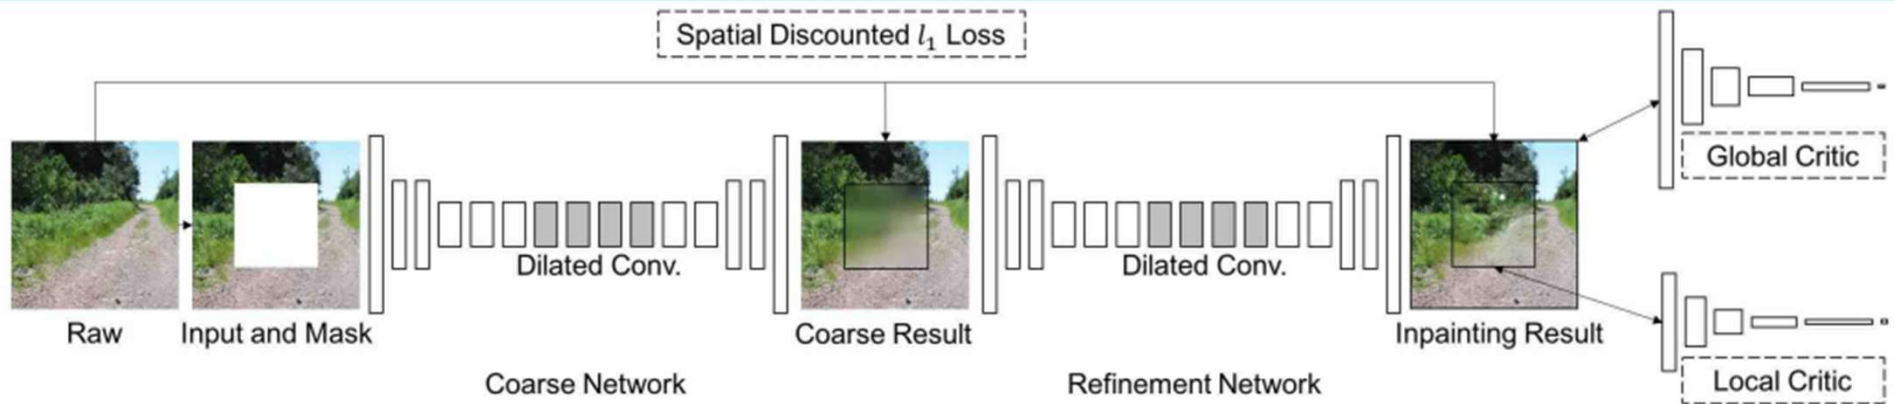 Spatial Discounted l₁ Loss
Global Critic
Dilated Conv.
Dilated Conv.
Raw
Input and Mask
Coarse Result
Inpainting Result
Coarse Network
Refinement Network
Local Critic